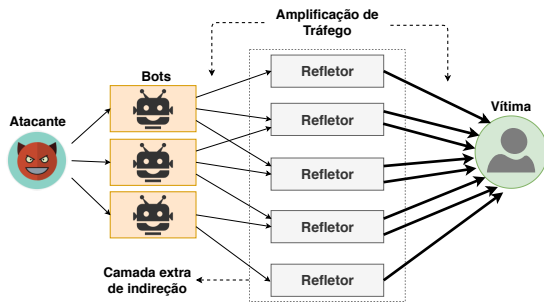 Amplificação de
Tráfego
Bots
Refletor
Atacante
Refletor
Vítima
Refletor
Refletor
Camada extra
de indireção
Refletor